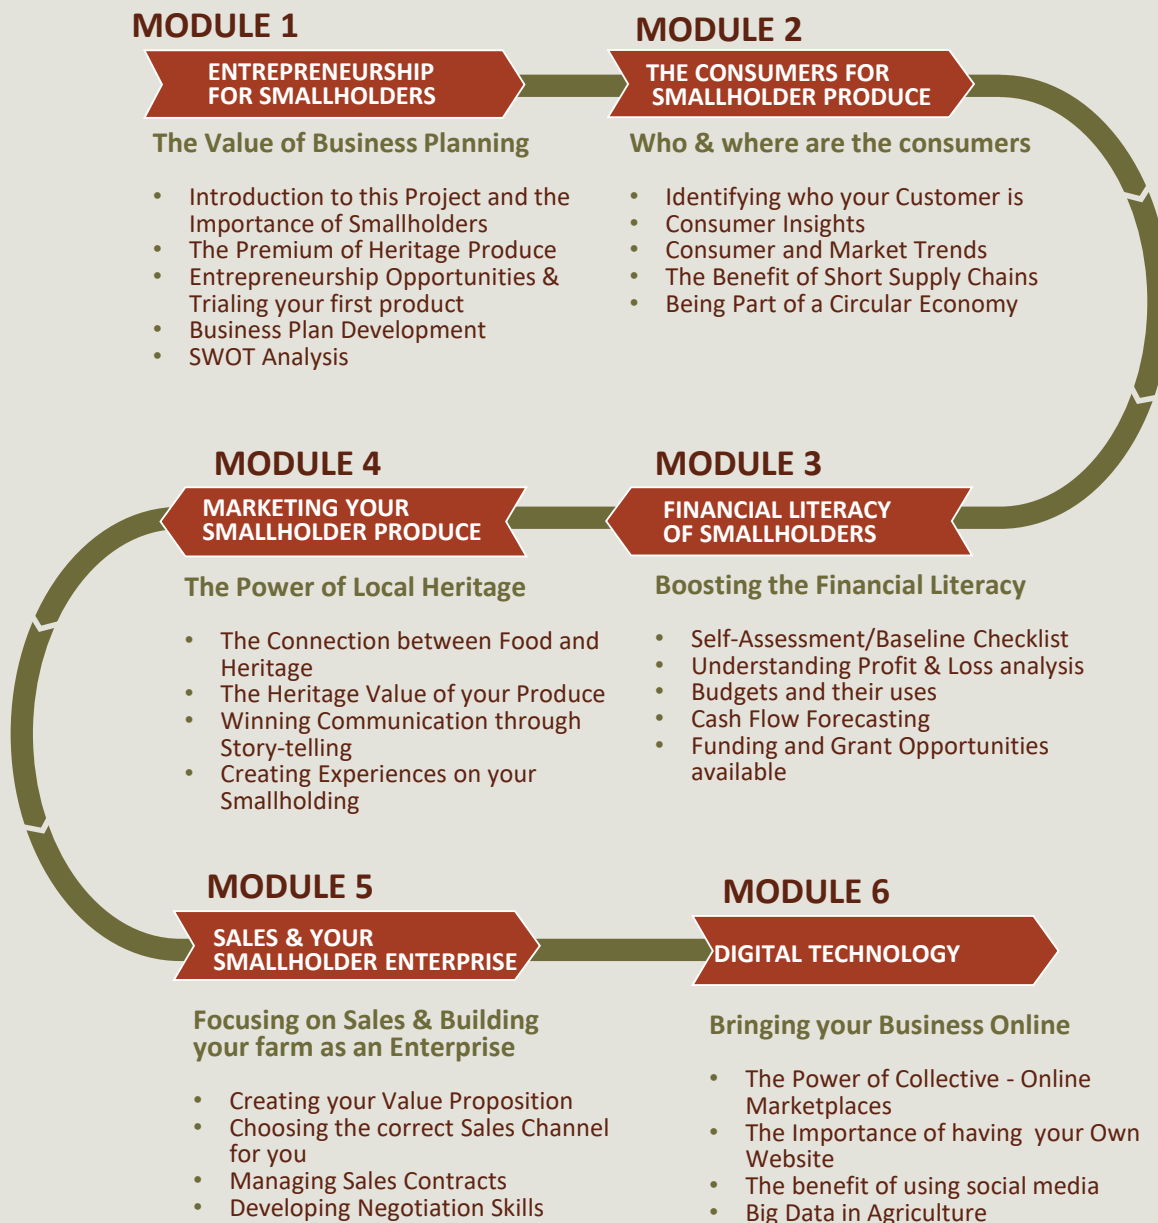 MODULE 1
ENTREPRENEURSHIP
FOR SMALLHOLDERS
The Value of Business Planning
• Introduction to this Project and the
Importance of Smallholders
• The Premium of Heritage Produce
• Entrepreneurship Opportunities &
Trialing your first product
• Business Plan Development
• SWOT Analysis
MODULE 2
THE CONSUMERS FOR
SMALLHOLDER PRODUCE
Who & where are the consumers
• Identifying who your Customer is
• Consumer Insights
• Consumer and Market Trends
• The Benefit of Short Supply Chains
• Being Part of a Circular Economy
MODULE 3
FINANCIAL LITERACY
OF SMALLHOLDERS
Boosting the Financial Literacy
• Self-Assessment/Baseline Checklist
• Understanding Profit & Loss analysis
• Budgets and their uses
• Cash Flow Forecasting
• Funding and Grant Opportunities
available
MODULE 4
MARKETING YOUR
SMALLHOLDER PRODUCE
The Power of Local Heritage
• The Connection between Food and
Heritage
• The Heritage Value of your Produce
• Winning Communication through
Story-telling
• Creating Experiences on your
Smallholding
MODULE 5
SALES & YOUR
SMALLHOLDER ENTERPRISE
Focusing on Sales & Building
your farm as an Enterprise
• Creating your Value Proposition
• Choosing the correct Sales Channel
for you
• Managing Sales Contracts
• Developing Negotiation Skills
MODULE 6
DIGITAL TECHNOLOGY
Bringing your Business Online
• The Power of Collective - Online
Marketplaces
• The Importance of having  your Own
Website
• The benefit of using social media
• Big Data in Agriculture